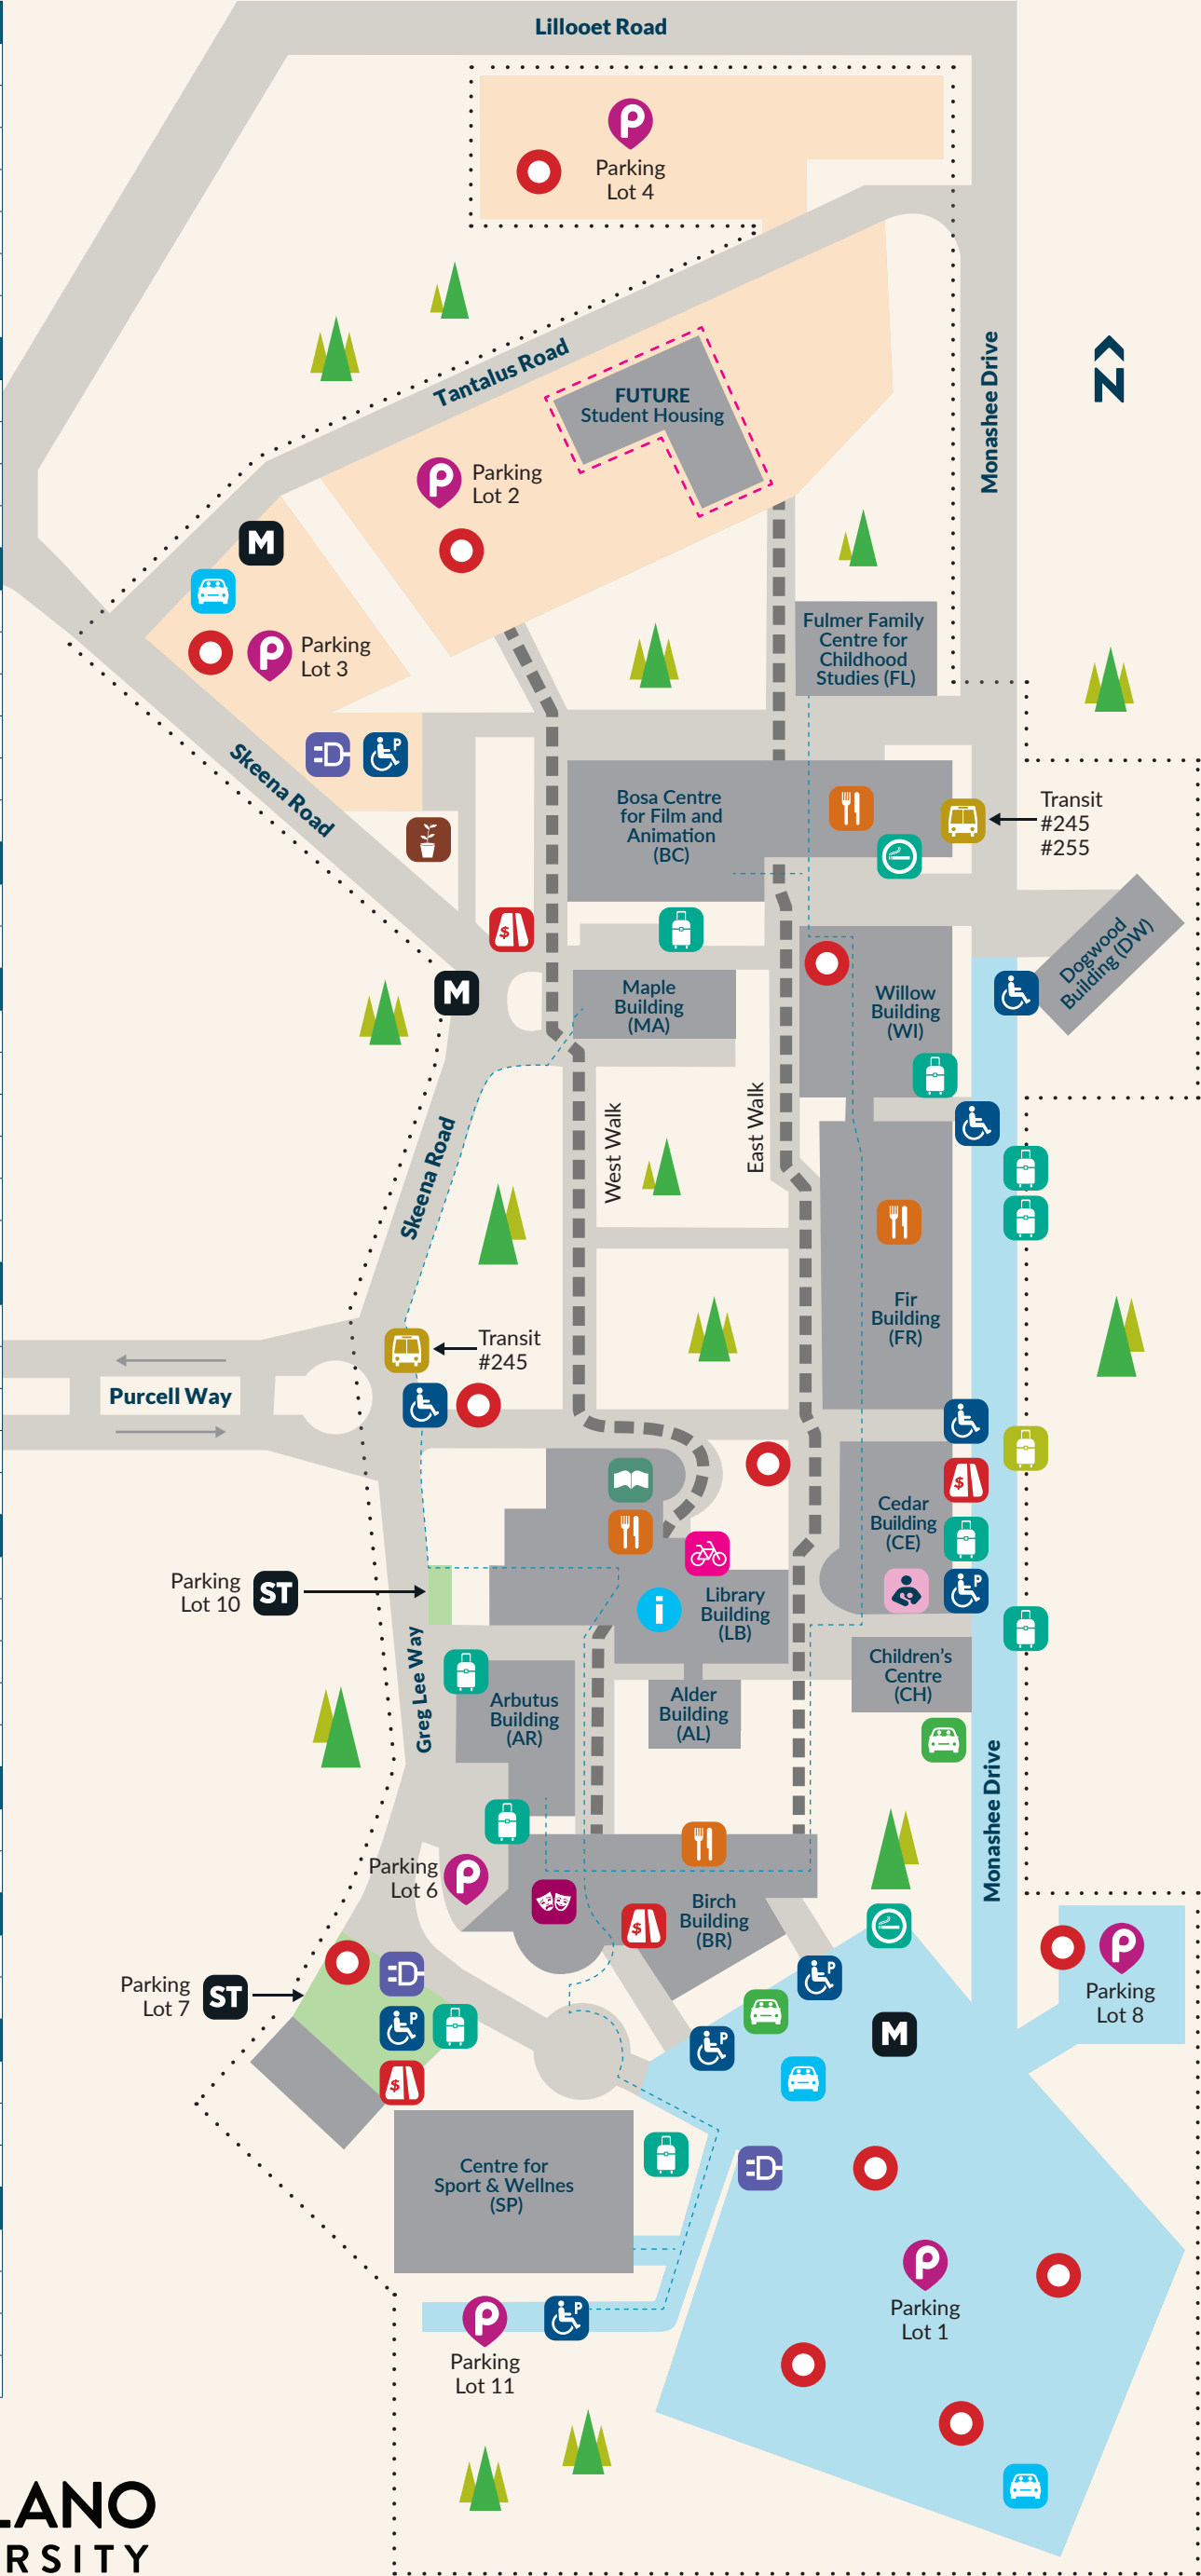 Lillooet Road
P
Parking
Lot 4
Tantalus Road
Monashee Drive
N
FUTURE
Student Housing
P
Parking
Lot 2
M
P
Parking
Lot 3
Fulmer Family
Centre for
Childhood
Studies (FL)
P
Skeena Road
Bosa Centre
for Film and
Animation
(BC)
Transit
#245
#255
$
Dogwood
Building (DW)
M
Maple
Building
(MA)
Willow
Building
(WI)
West Walk
East Walk
Skeena Road
Fir
Building
(FR)
Transit
#245
Purcell Way
$
Cedar
Building
(CE)
P
Parking
Lot 10
ST
i
Library
Building
(LB)
Greg Lee Way
Children's
Centre
(CH)
Arbutus
Building
(AR)
Alder
Building
(AL)
Monashee Drive
Parking
Lot 6
P
$
Birch
Building
(BR)
P
Parking
Lot 8
Parking
Lot 7
ST
P
P
P
M
$
Centre for
Sport & Wellnes
(SP)
P
Parking
Lot 1
P
P
Parking
Lot 11
LANO
RSITY